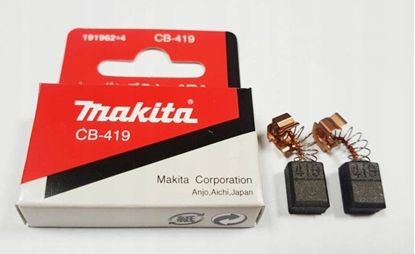 191962-4 CB-419
makita
CB-419
Makita Corporation
Anjo,Aichi,Japan
419
419